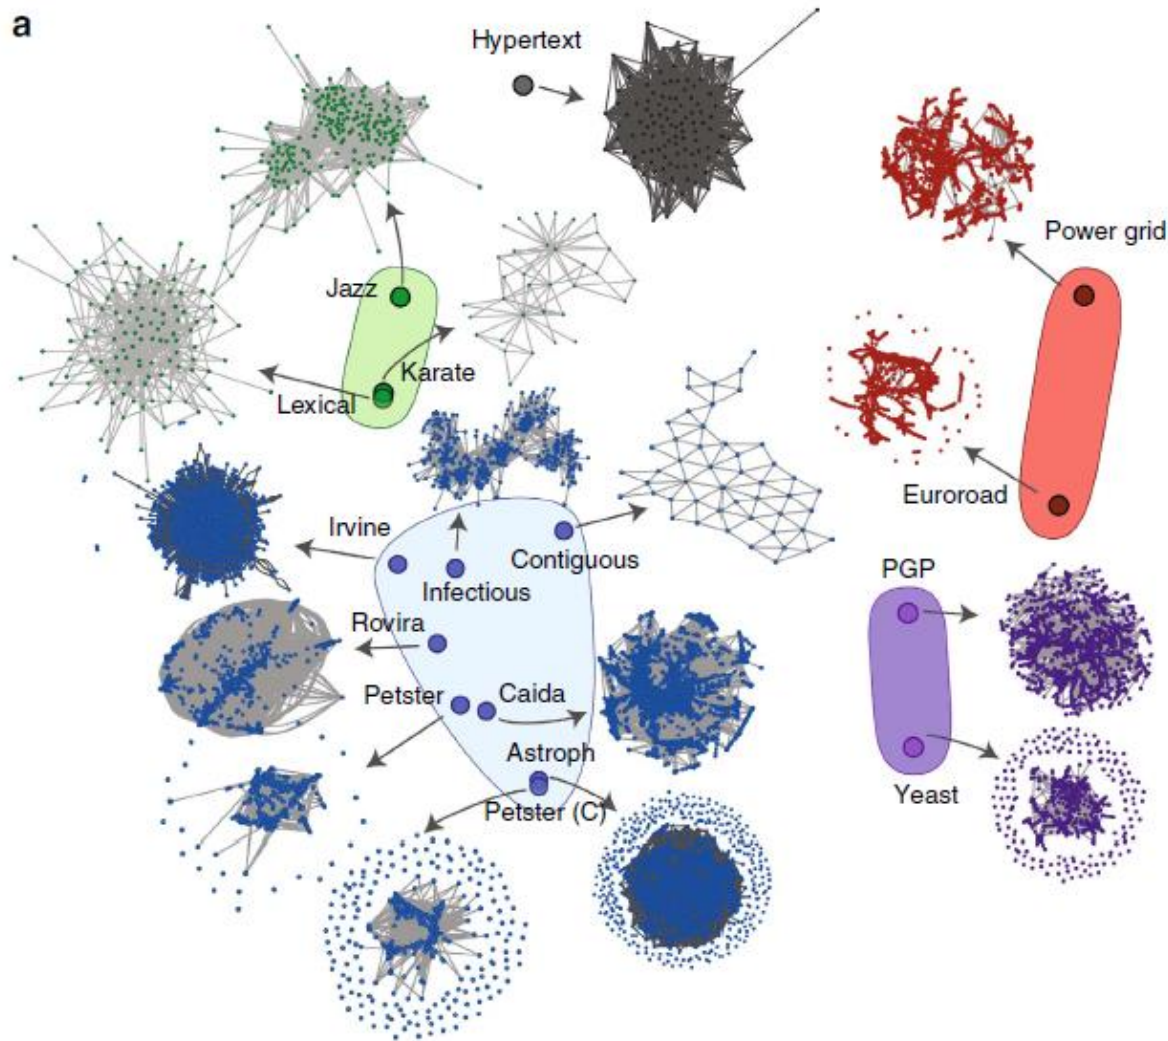 a
Hypertext
Power grid
Jazz
Karate
Lexical
Euroroad
Irvine
Contiguous
Infectious
PGP
Rovira
Petster
Caida
Astroph
Petster (C)
Yeast